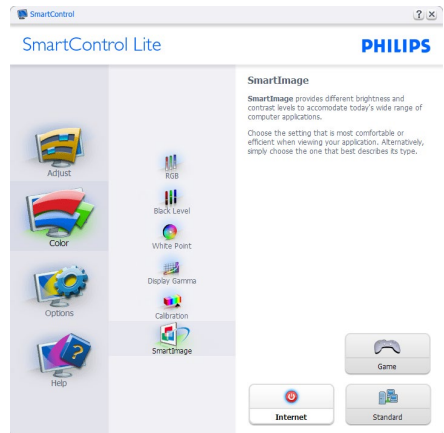 SmartControl
SmartControl Lite
PHILIPS
Adjust
Color
Options
Help
RGB
Black Level
White Point
Display Gamma
Calibration
SmartImage
SmartImage
SmartImage provides different brightness and
contrast levels to accomodate today's wide range of
computer applications.
Choose the setting that is most comfortable or
efficient when viewing your application. Alternatively,
simply choose the one that best describes its type.
Game
Internet
Standard